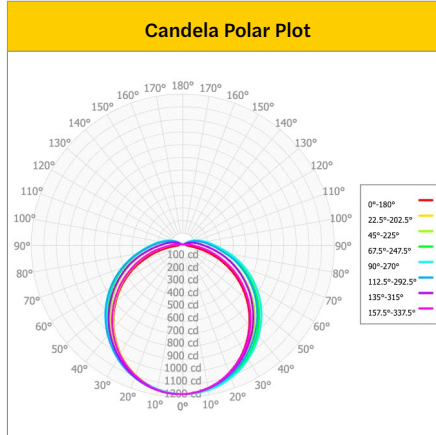 Candela Polar Plot
170° 180° 170°
160° 160°
150° 150°
140° 140°
130° 130°
120° 120°
110° 110°
100° 100°
90° 90°
80° 80°
70° 70°
60° 60°
50° 50°
40° 40°
30° 30°
20° 20°
10° 0° 10°
100 cd
200 cd
300 cd
400 cd
500 cd
600 cd
700 cd
800 cd
900 cd
1000 cd
1100 cd
1200 cd
0°-180°
22.5°-202.5°
45°-225°
67.5°-247.5°
90°-270°
112.5°-292.5°
135°-315°
157.5°-337.5°